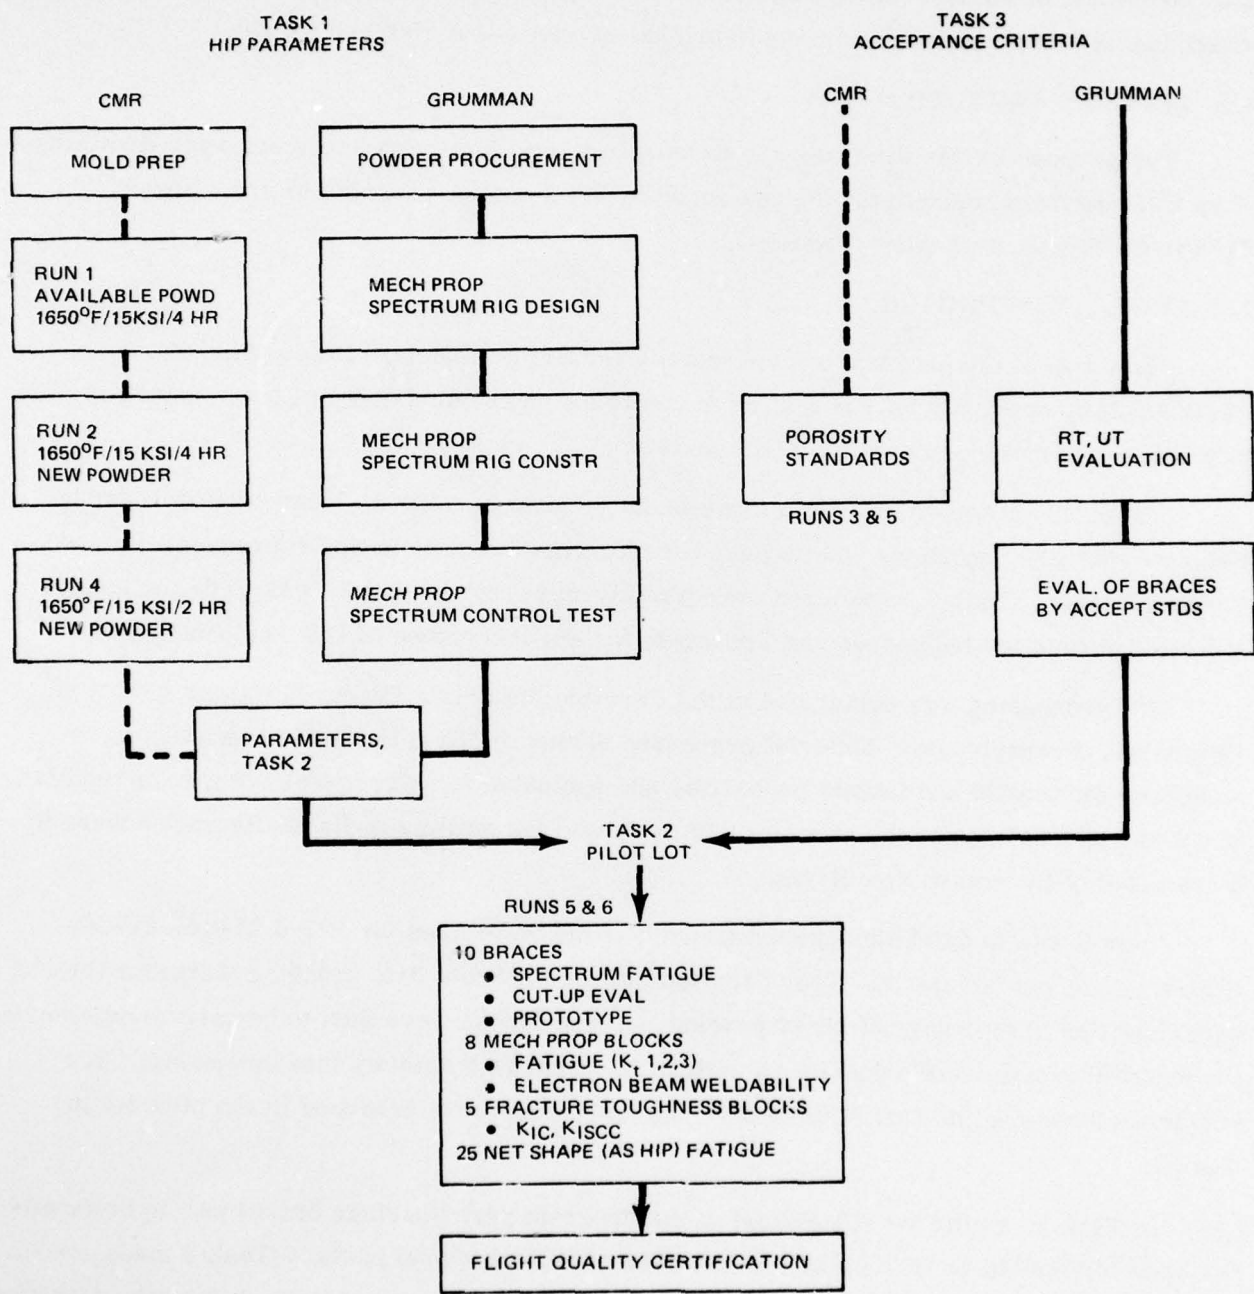 TASK 1
HIP PARAMETERS
CMR
GRUMMAN
MOLD PREP
POWDER PROCUREMENT
RUN 1
AVAILABLE POWD
1650°F/15KSI/4 HR
MECH PROP
SPECTRUM RIG DESIGN
RUN 2
1650°F/15 KSI/4 HR
NEW POWDER
MECH PROP
SPECTRUM RIG CONSTR
RUN 4
1650°F/15 KSI/2 HR
NEW POWDER
MECH PROP
SPECTRUM CONTROL TEST
PARAMETERS,
TASK 2
TASK 3
ACCEPTANCE CRITERIA
CMR
GRUMMAN
POROSITY
STANDARDS
RUNS 3 & 5
RT, UT
EVALUATION
EVAL. OF BRACES
BY ACCEPT STDS
TASK 2
PILOT LOT
RUNS 5 & 6
10 BRACES
• SPECTRUM FATIGUE
• CUT-UP EVAL
• PROTOTYPE
8 MECH PROP BLOCKS
• FATIGUE (Kt 1,2,3)
• ELECTRON BEAM WELDABILITY
5 FRACTURE TOUGHNESS BLOCKS
• KIC, KISCC
25 NET SHAPE (AS HIP) FATIGUE
FLIGHT QUALITY CERTIFICATION